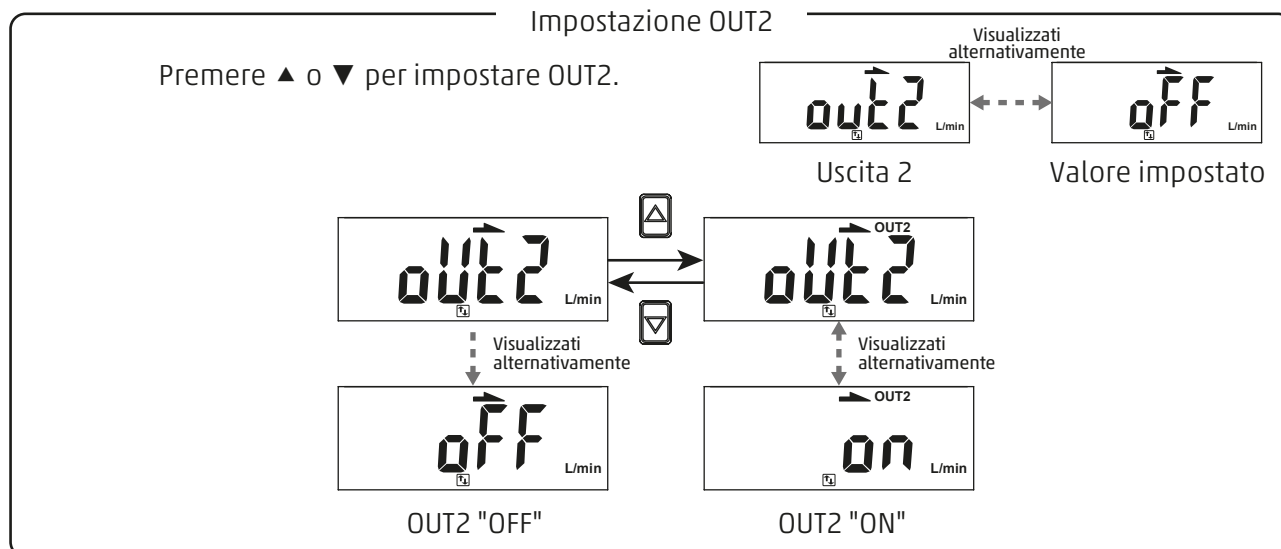 Impostazione OUT2
Premere ▲ o ▼ per impostare OUT2.
Visualizzati
alternativamente
out2 L/min
oFF L/min
Uscita 2
Valore impostato
oUt2 L/min
OUT2
oUt2 L/min
Visualizzati
alternativamente
Visualizzati
alternativamente
oFF L/min
OUT2
on L/min
OUT2 "OFF"
OUT2 "ON"